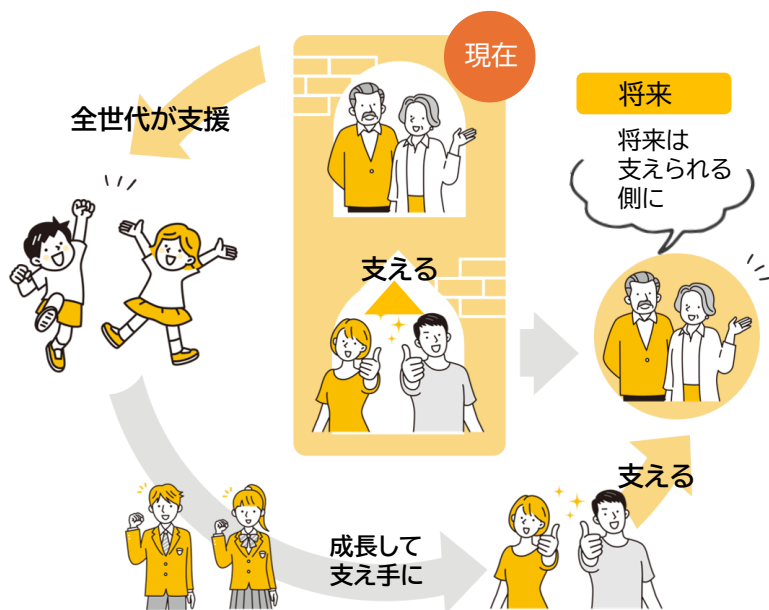 現在
将来
将来は
支えられる
側に
全世代が支援
支える
支える
成長して
支え手に